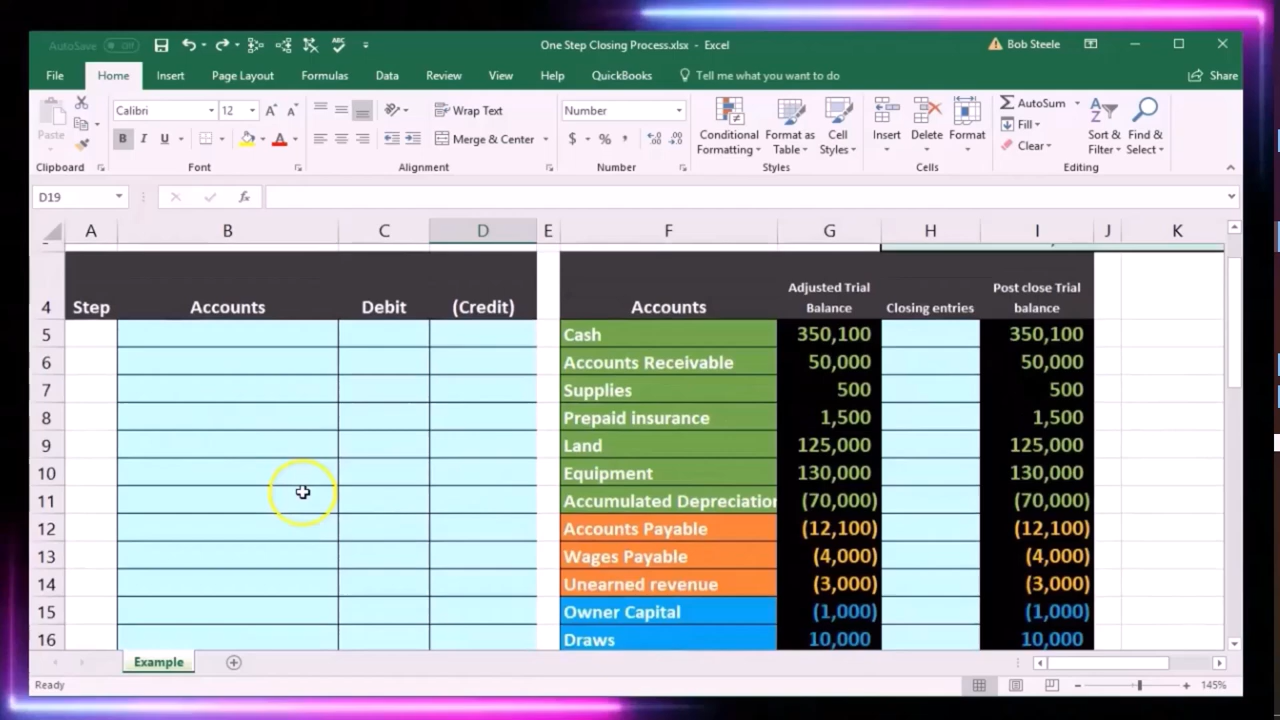 AutoSave Off
One Step Closing Process.xlsx - Excel
Bob Steele
File Home Insert Page Layout Formulas Data Review View Help QuickBooks Tell me what you want to do Share
Calibri 12 Wrap Text Number AutoSum
Paste Fill
B I U Merge & Center $ % , Conditional Formatting Format as Table Cell Styles Insert Delete Format Clear Sort & Filter Find & Select
Clipboard Font Alignment Number Styles Cells Editing
D19 fx
A B C D E F G H I J K
4 Step Accounts Debit (Credit) Accounts Adjusted Trial Balance Closing entries Post close Trial balance
5 Cash 350,100 350,100
6 Accounts Receivable 50,000 50,000
7 Supplies 500 500
8 Prepaid insurance 1,500 1,500
9 Land 125,000 125,000
10 Equipment 130,000 130,000
11 Accumulated Depreciation (70,000) (70,000)
12 Accounts Payable (12,100) (12,100)
13 Wages Payable (4,000) (4,000)
14 Unearned revenue (3,000) (3,000)
15 Owner Capital (1,000) (1,000)
16 Draws 10,000 10,000
Example
Ready 145%